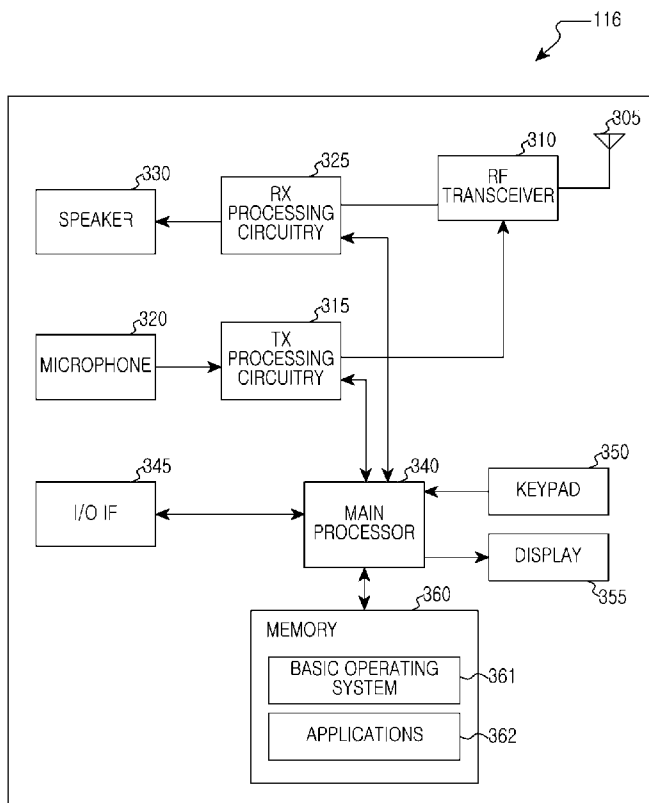 116
305
310
RF
TRANSCEIVER
325
RX
PROCESSING
CIRCUITRY
330
SPEAKER
315
TX
PROCESSING
CIRCUITRY
320
MICROPHONE
345
I/O IF
340
MAIN
PROCESSOR
350
KEYPAD
DISPLAY
355
360
MEMORY
BASIC OPERATING
SYSTEM
361
APPLICATIONS
362